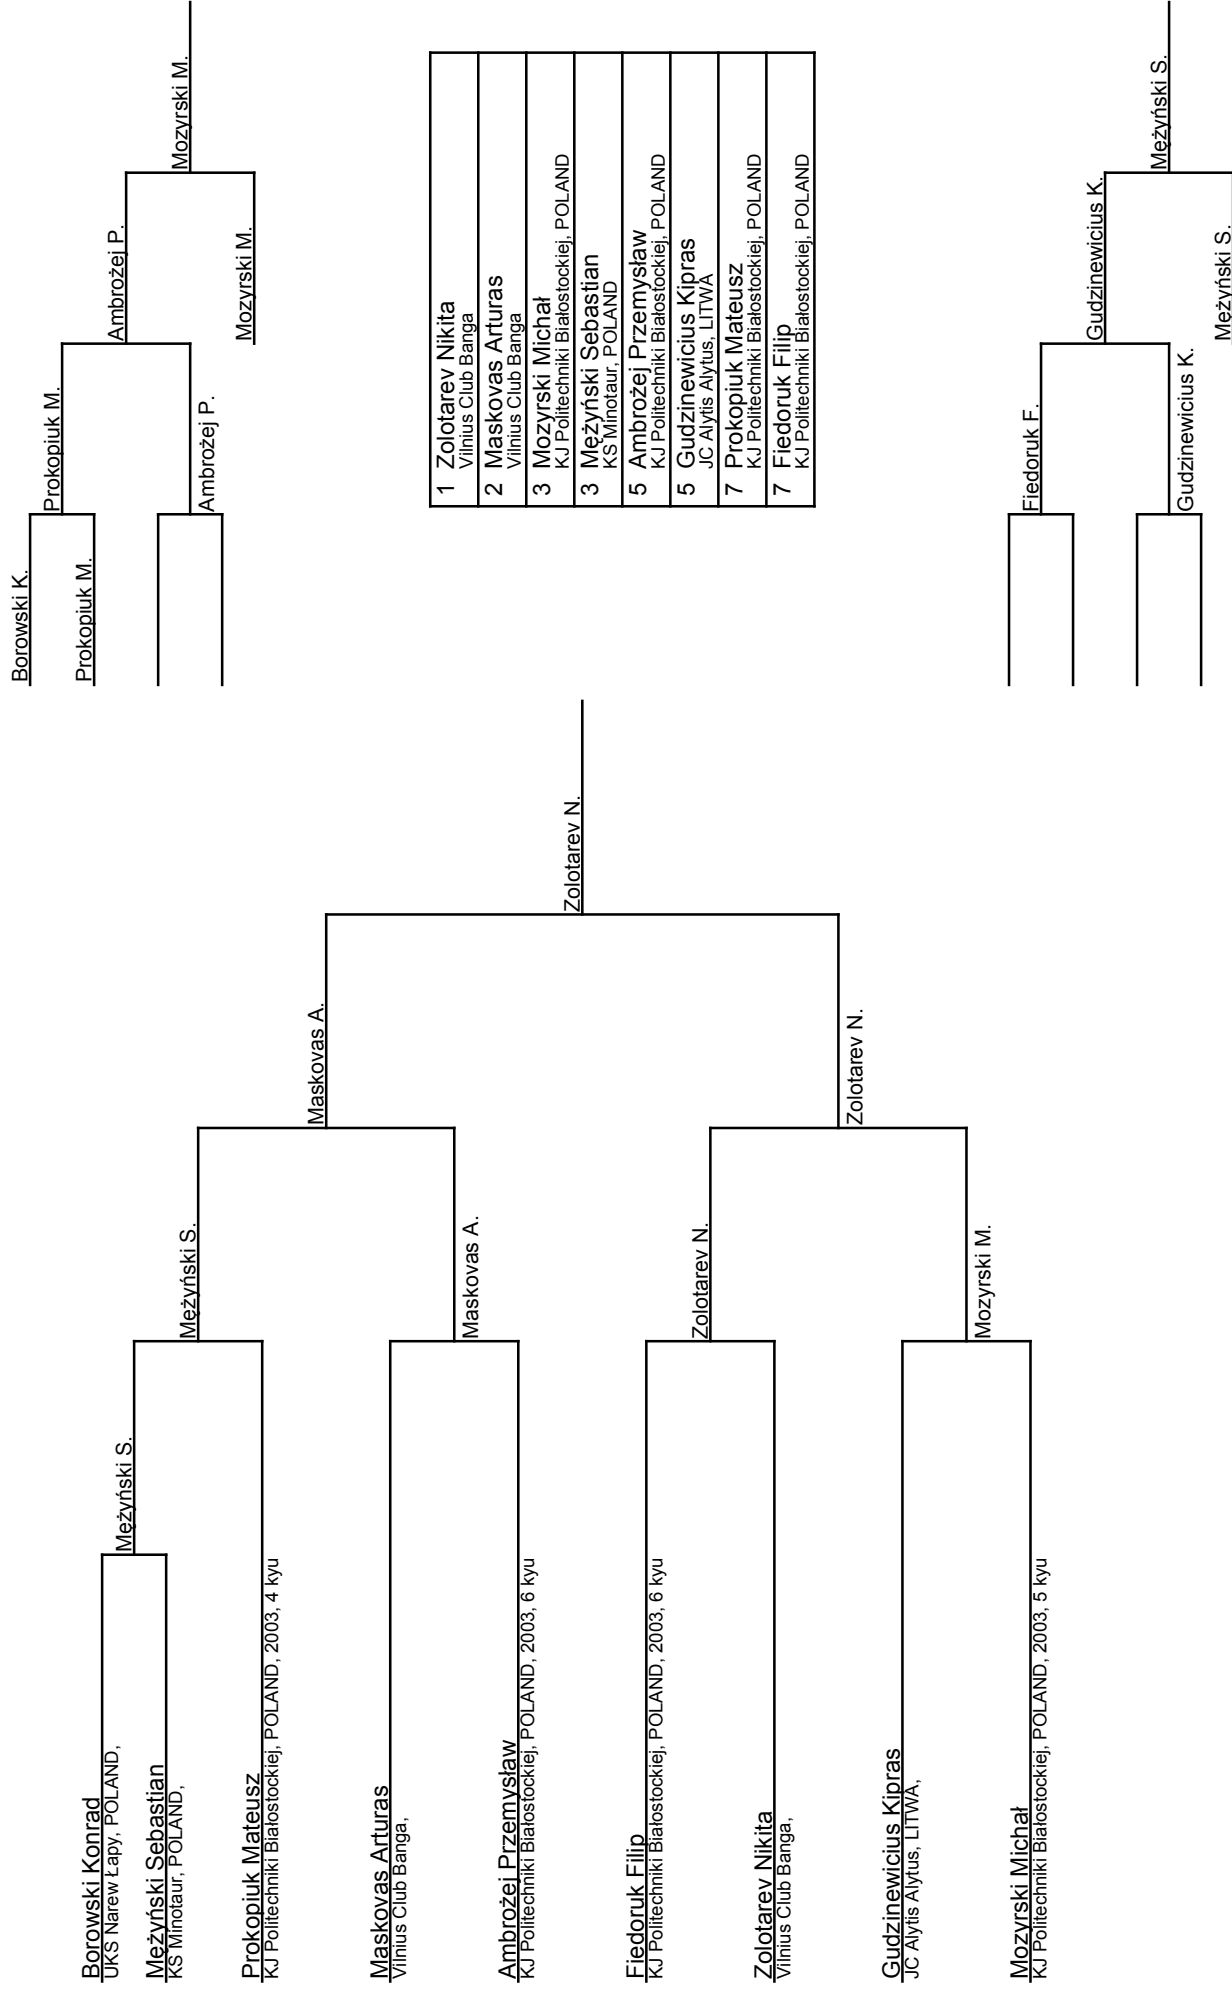 Borowski Konrad
UKS Narew Łapy, POLAND,
Mężyński Sebastian
KS Minotaur, POLAND,
Prokopiuk Mateusz
KJ Politechniki Białostockiej, POLAND, 2003, 4 kyu
Maskovas Arturas
Vilnius Club Banga,
Ambrożej Przemysław
KJ Politechniki Białostockiej, POLAND, 2003, 6 kyu
Fiedoruk Filip
KJ Politechniki Białostockiej, POLAND, 2003, 6 kyu
Zolotarev Nikita
Vilnius Club Banga,
Gudzinewicius Kipras
JC Alytis Alytus, LITWA,
Mozyrski Michał
KJ Politechniki Białostockiej, POLAND, 2003, 5 kyu
Mężyński S.
Mężyński S.
Maskovas A.
Zolotarev N.
Mozyrski M.
Maskovas A.
Zolotarev N.
Zolotarev N.
Borowski K.
Prokopiuk M.
Prokopiuk M.
Ambrożej P.
Ambrożej P.
Mozyrski M.
Mozyrski M.
1 Zolotarev Nikita
Vilnius Club Banga
2 Maskovas Arturas
Vilnius Club Banga
3 Mozyrski Michał
KJ Politechniki Białostockiej, POLAND
3 Mężyński Sebastian
KS Minotaur, POLAND
5 Ambrożej Przemysław
KJ Politechniki Białostockiej, POLAND
5 Gudzinewicius Kipras
JC Alytis Alytus, LITWA
7 Prokopiuk Mateusz
KJ Politechniki Białostockiej, POLAND
7 Fiedoruk Filip
KJ Politechniki Białostockiej, POLAND
Fiedoruk F.
Gudzinewicius K.
Gudzinewicius K.
Mężyński S.
Mężyński S.